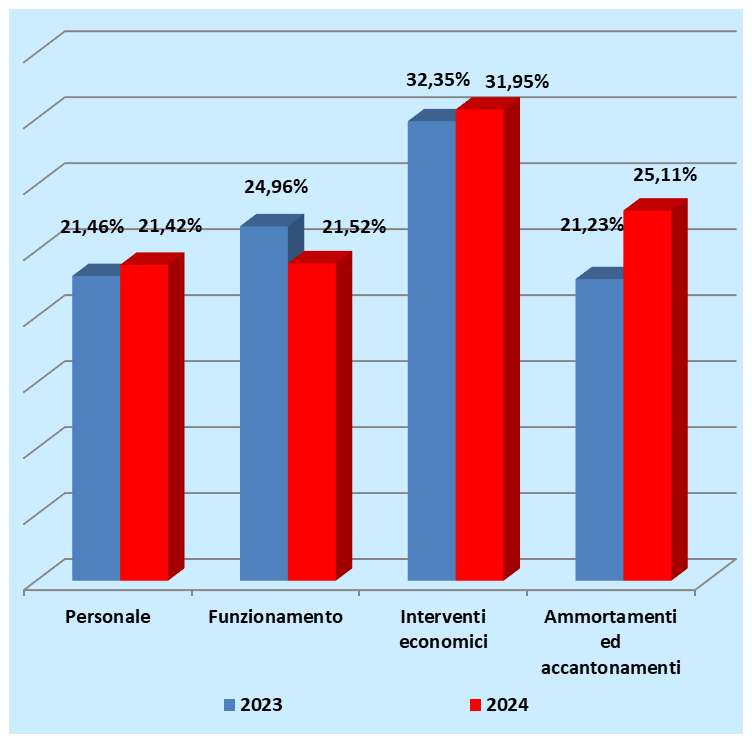 32,35%
31,95%
24,96%
25,11%
21,46%
21,42%
21,52%
21,23%
Personale
Funzionamento
Interventi
economici
Ammortamenti
ed
accantonamenti
2023
2024